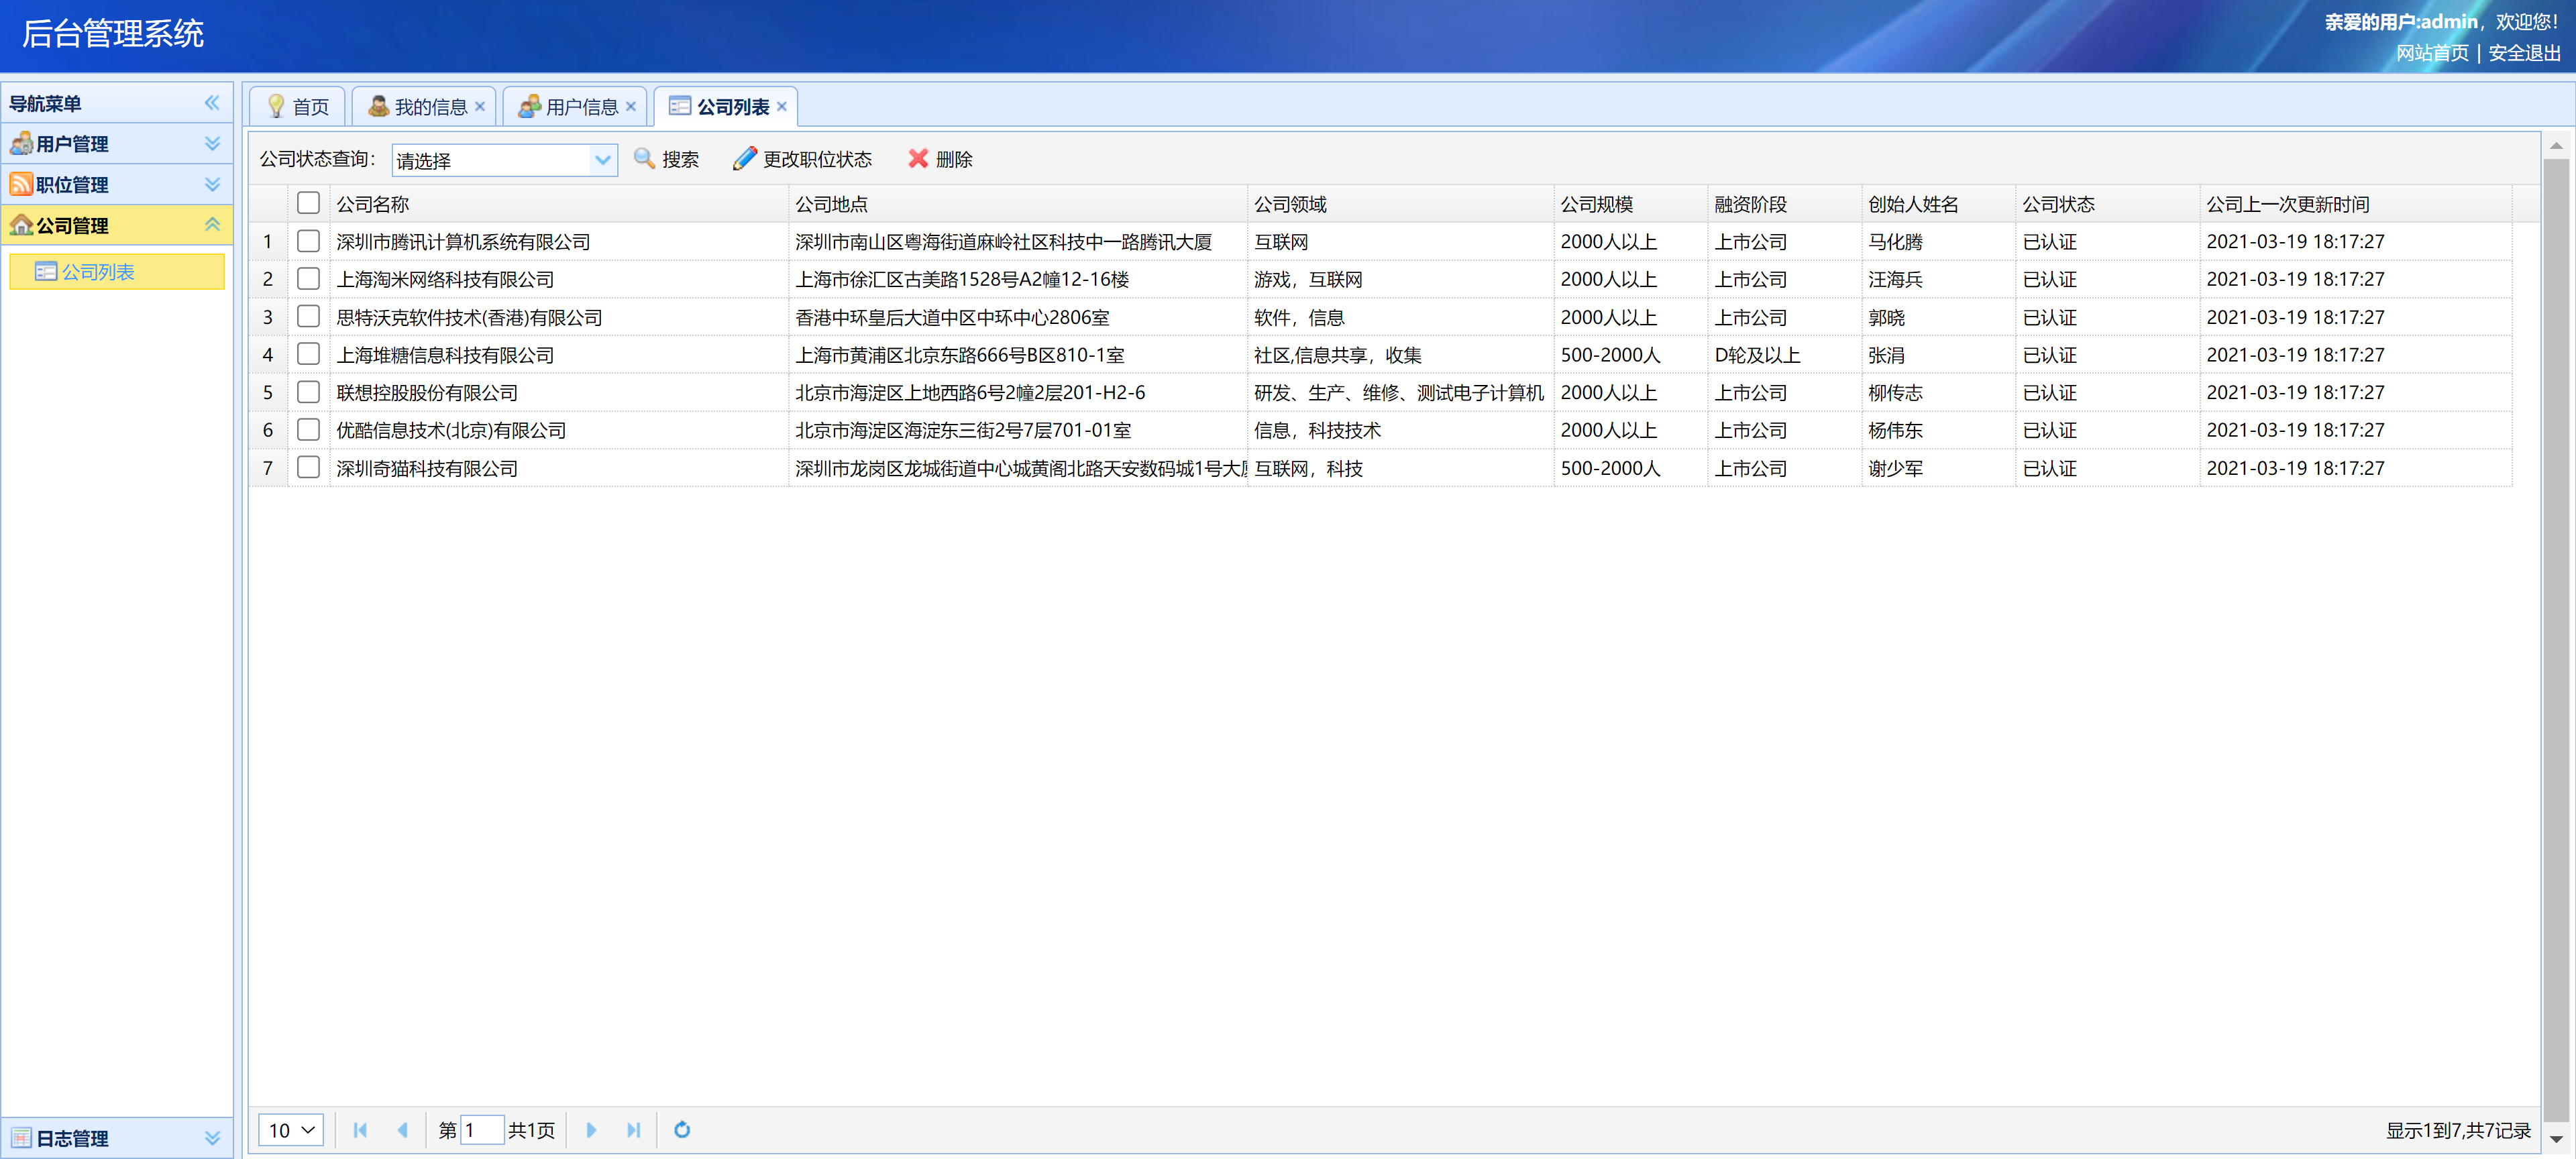 后台管理系统
亲爱的用户:admin，欢迎您！
网站首页 | 安全退出
导航菜单
用户管理
职位管理
公司管理
公司列表
日志管理
首页 我的信息 用户信息 公司列表
公司状态查询： 请选择 搜索 更改职位状态 删除
公司名称 公司地点 公司领域 公司规模 融资阶段 创始人姓名 公司状态 公司上一次更新时间
1 深圳市腾讯计算机系统有限公司 深圳市南山区粤海街道麻岭社区科技中一路腾讯大厦 互联网 2000人以上 上市公司 马化腾 已认证 2021-03-19 18:17:27
2 上海淘米网络科技有限公司 上海市徐汇区古美路1528号A2幢12-16楼 游戏，互联网 2000人以上 上市公司 汪海兵 已认证 2021-03-19 18:17:27
3 思特沃克软件技术(香港)有限公司 香港中环皇后大道中区中环中心2806室 软件，信息 2000人以上 上市公司 郭晓 已认证 2021-03-19 18:17:27
4 上海堆糖信息科技有限公司 上海市黄浦区北京东路666号B区810-1室 社区,信息共享，收集 500-2000人 D轮及以上 张涓 已认证 2021-03-19 18:17:27
5 联想控股股份有限公司 北京市海淀区上地西路6号2幢2层201-H2-6 研发、生产、维修、测试电子计算机 2000人以上 上市公司 柳传志 已认证 2021-03-19 18:17:27
6 优酷信息技术(北京)有限公司 北京市海淀区海淀东三街2号7层701-01室 信息，科技技术 2000人以上 上市公司 杨伟东 已认证 2021-03-19 18:17:27
7 深圳奇猫科技有限公司 深圳市龙岗区龙城街道中心城黄阁北路天安数码城1号大厦 互联网，科技 500-2000人 上市公司 谢少军 已认证 2021-03-19 18:17:27
10 第 1 共1页 显示1到7,共7记录